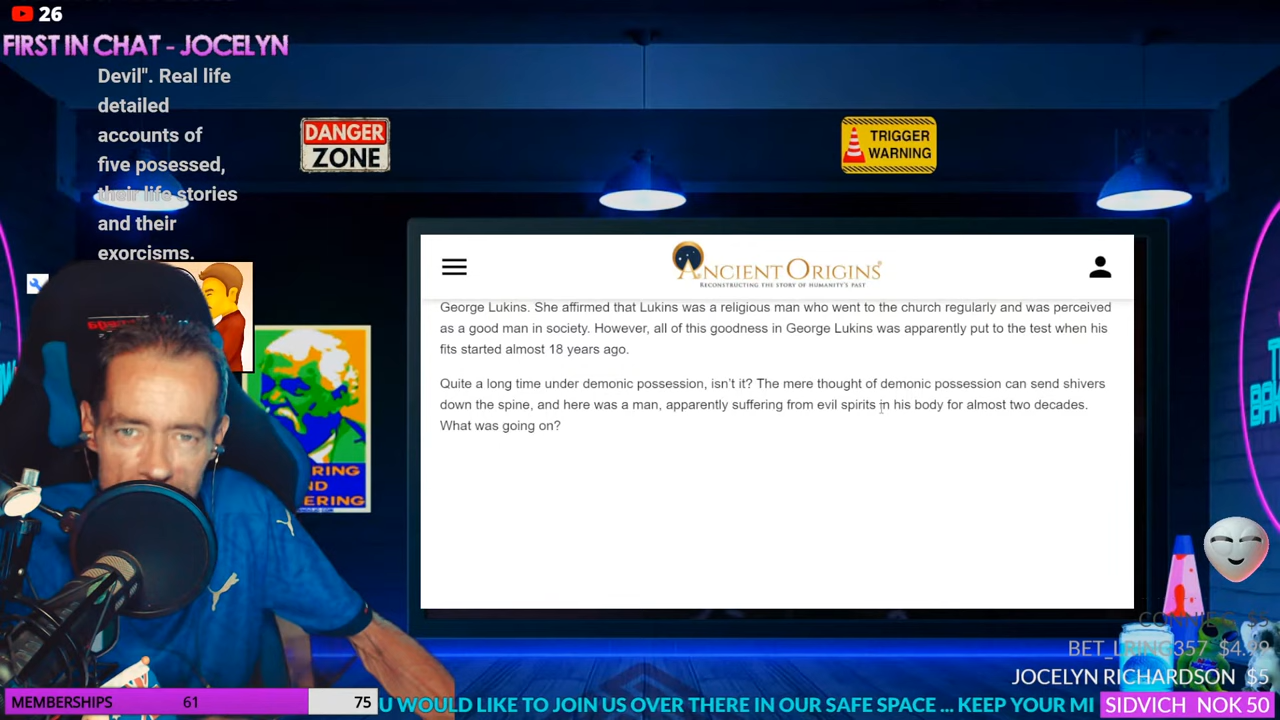 26
FIRST IN CHAT - JOCELYN
Devil". Real life
detailed
accounts of
five posessed,
their life stories
and their
exorcisms.
DANGER
ZONE
TRIGGER
WARNING
ANCIENT ORIGINS
RECONSTRUCTING THE STORY OF HUMANITY'S PAST
George Lukins. She affirmed that Lukins was a religious man who went to the church regularly and was perceived
as a good man in society. However, all of this goodness in George Lukins was apparently put to the test when his
fits started almost 18 years ago.
Quite a long time under demonic possession, isn't it? The mere thought of demonic possession can send shivers
down the spine, and here was a man, apparently suffering from evil spirits in his body for almost two decades.
What was going on?
RING
ND
ERING
$5
$4.99
JOCELYN RICHARDSON $5
MEMBERSHIPS 61 75
U WOULD LIKE TO JOIN US OVER THERE IN OUR SAFE SPACE ... KEEP YOUR MI
SIDVICH NOK 50